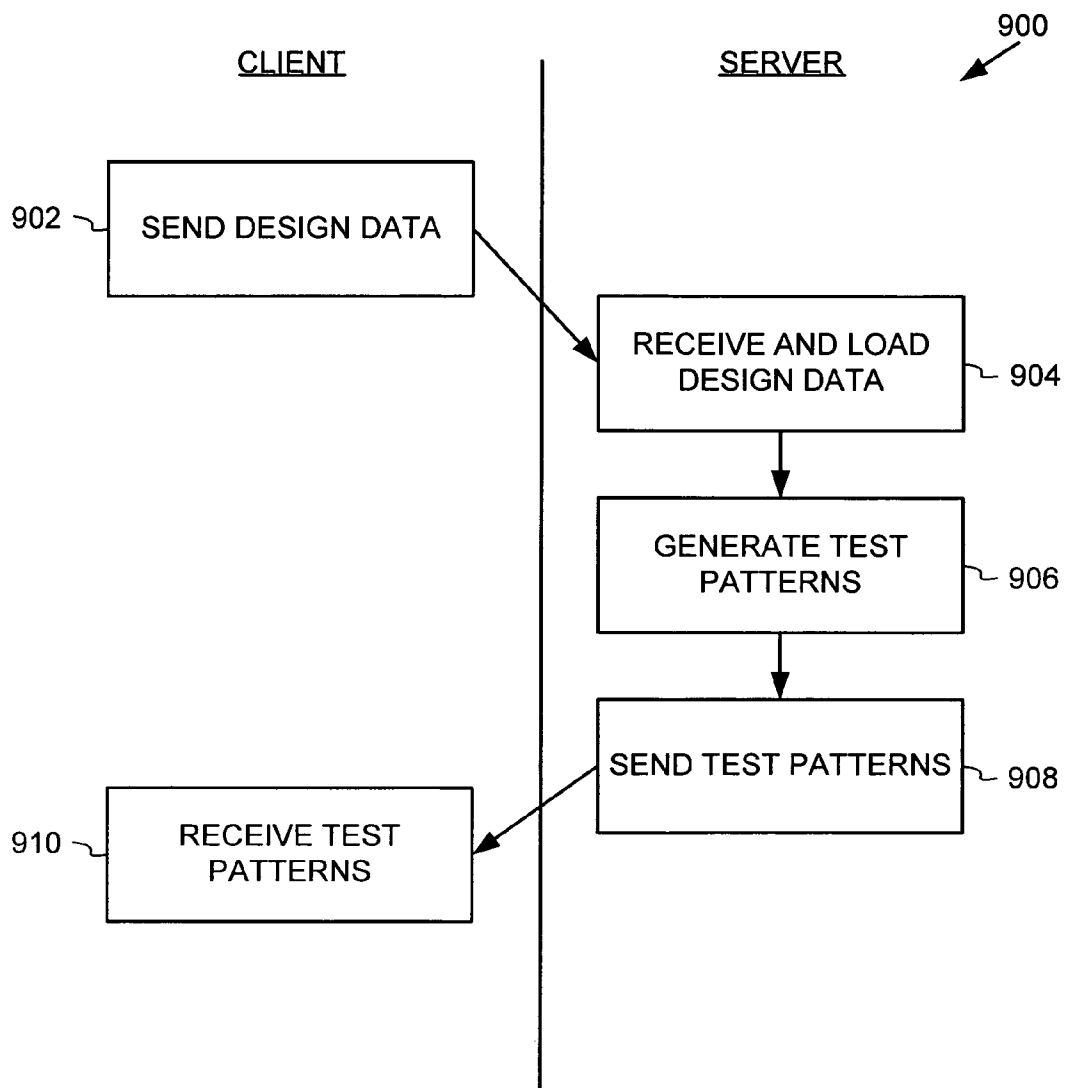 900
CLIENT
SERVER
902
SEND DESIGN DATA
RECEIVE AND LOAD
DESIGN DATA
904
GENERATE TEST
PATTERNS
906
SEND TEST PATTERNS
908
910
RECEIVE TEST
PATTERNS